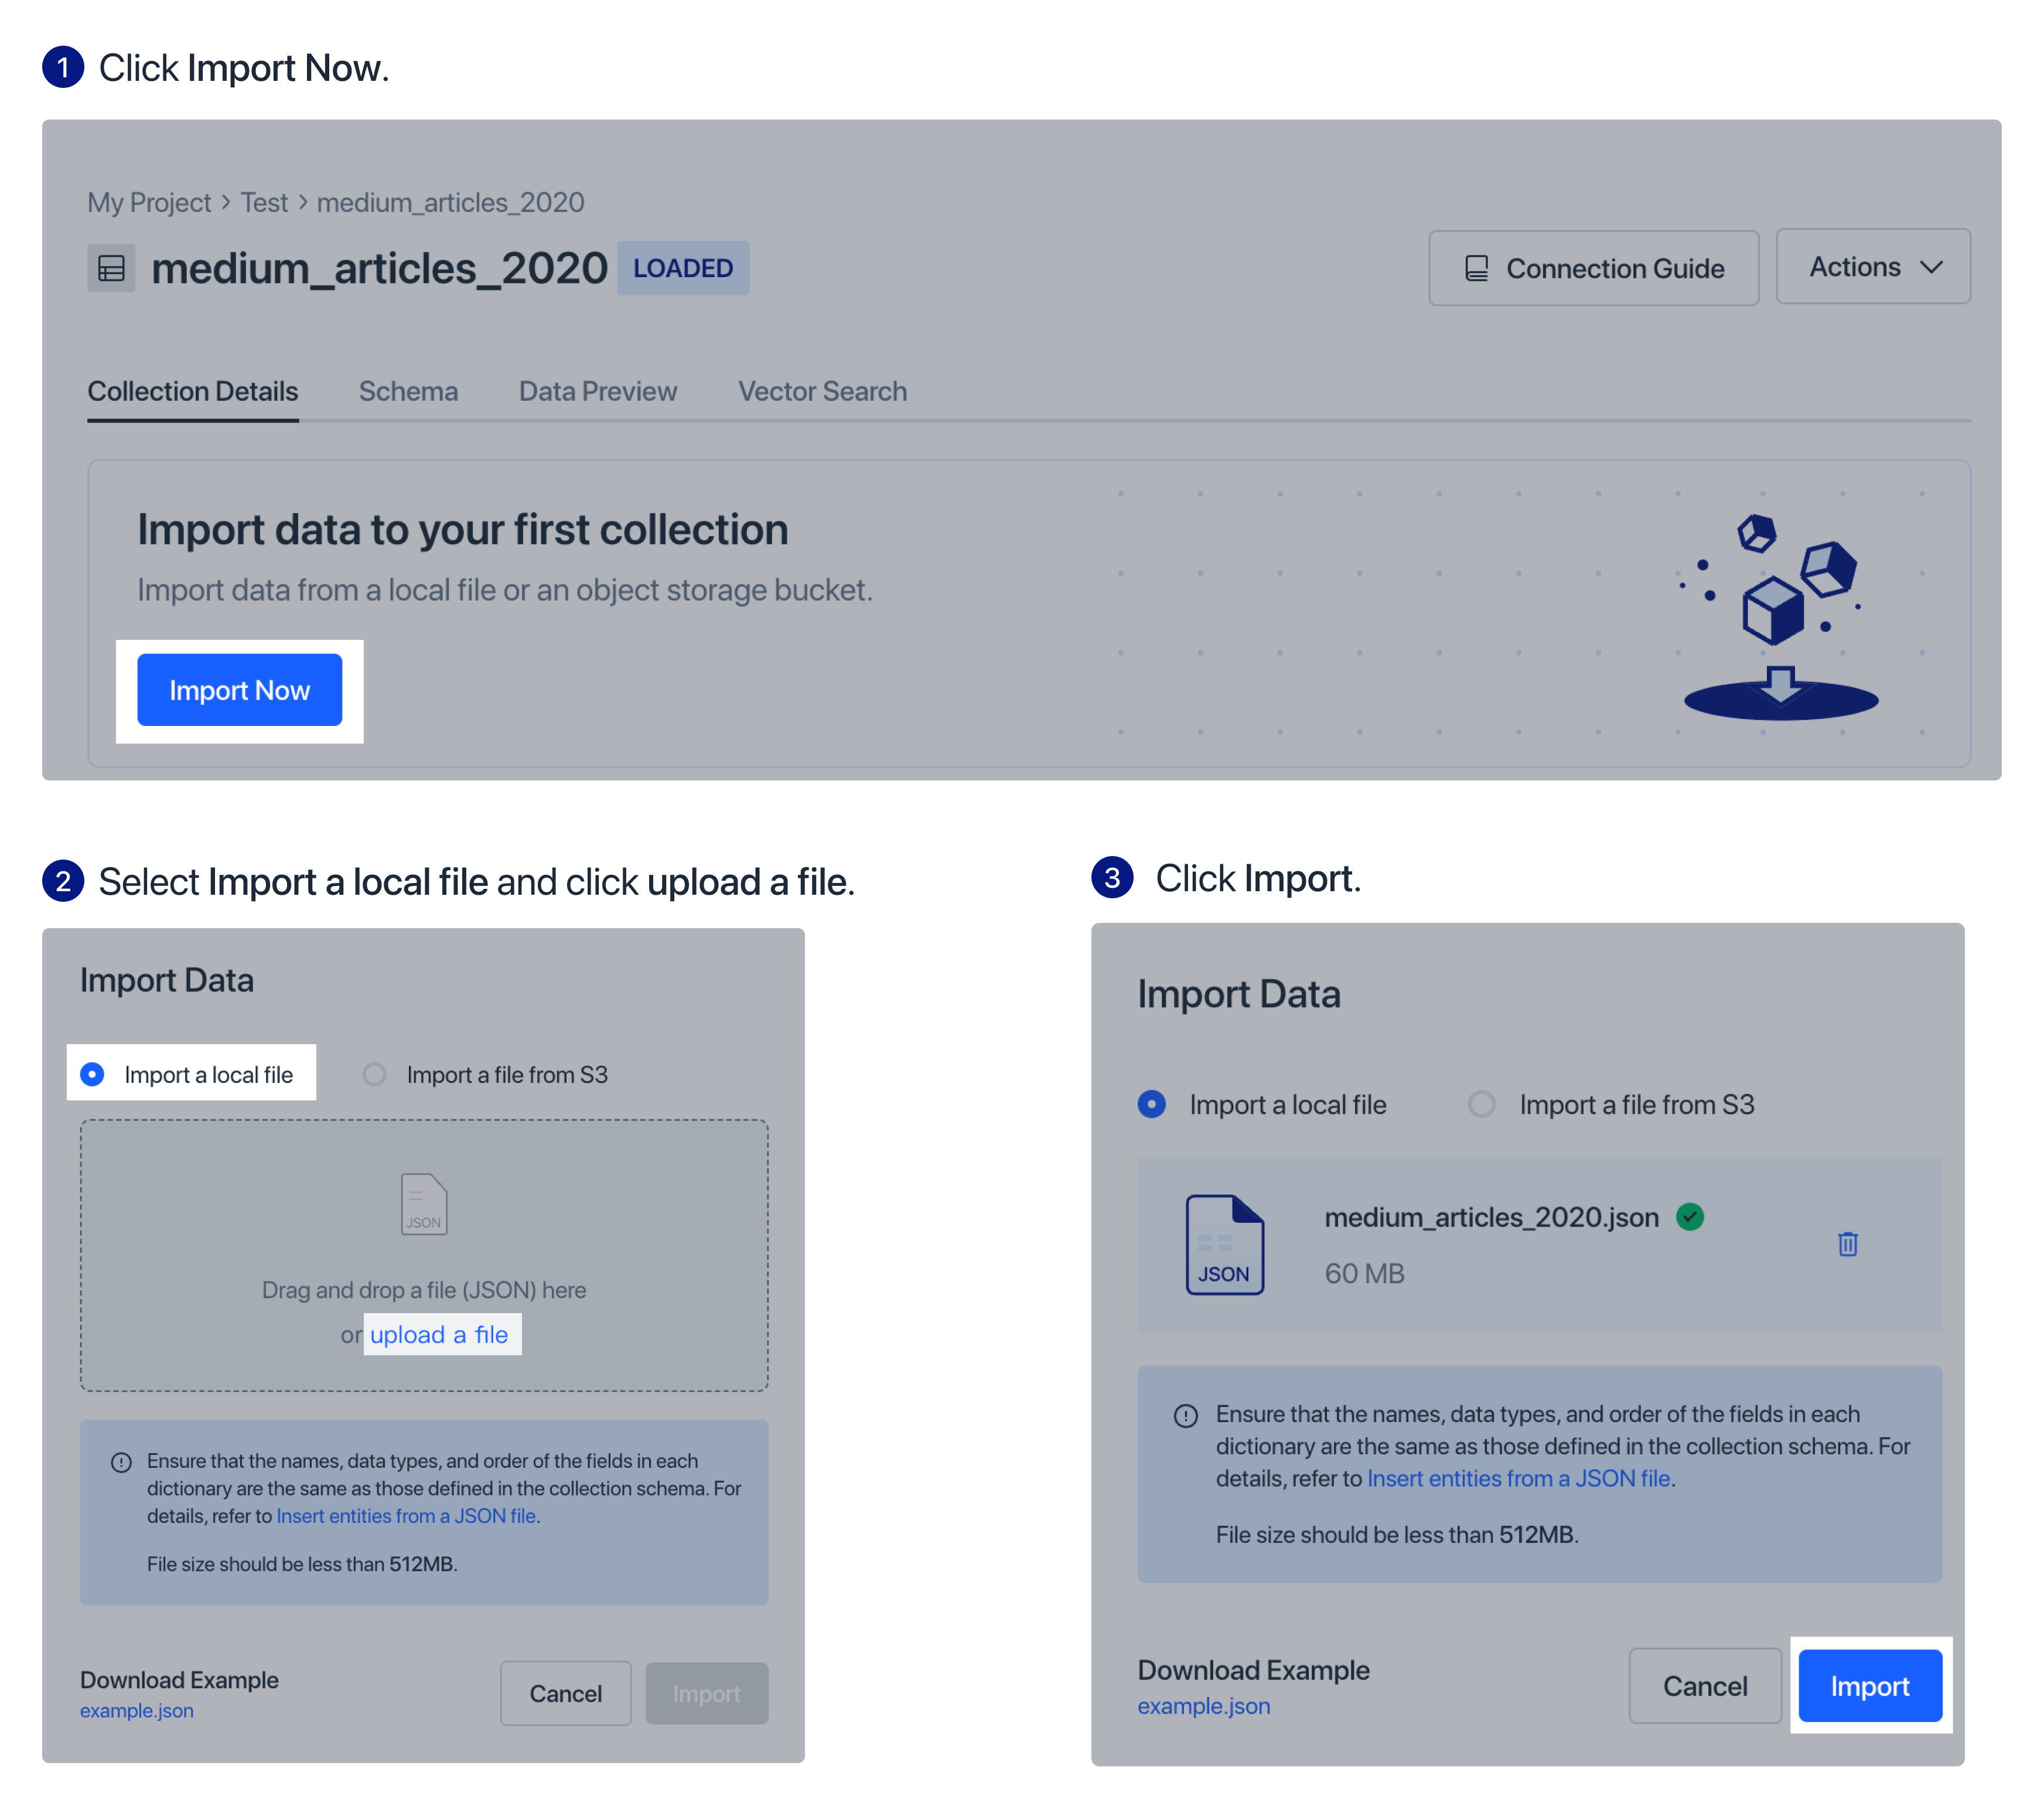 1 Click Import Now.
My Project > Test > medium_articles_2020
medium_articles_2020 LOADED
Connection Guide
Actions
Collection Details Schema Data Preview Vector Search
Import data to your first collection
Import data from a local file or an object storage bucket.
Import Now
2 Select Import a local file and click upload a file.
Import Data
Import a local file Import a file from S3
JSON
Drag and drop a file (JSON) here
or upload a file
Ensure that the names, data types, and order of the fields in each
dictionary are the same as those defined in the collection schema. For
details, refer to Insert entities from a JSON file.
File size should be less than 512MB.
Download Example
example.json
Cancel Import
3 Click Import.
Import Data
Import a local file Import a file from S3
JSON
medium_articles_2020.json
60 MB
Ensure that the names, data types, and order of the fields in each
dictionary are the same as those defined in the collection schema. For
details, refer to Insert entities from a JSON file.
File size should be less than 512MB.
Download Example
example.json
Cancel Import